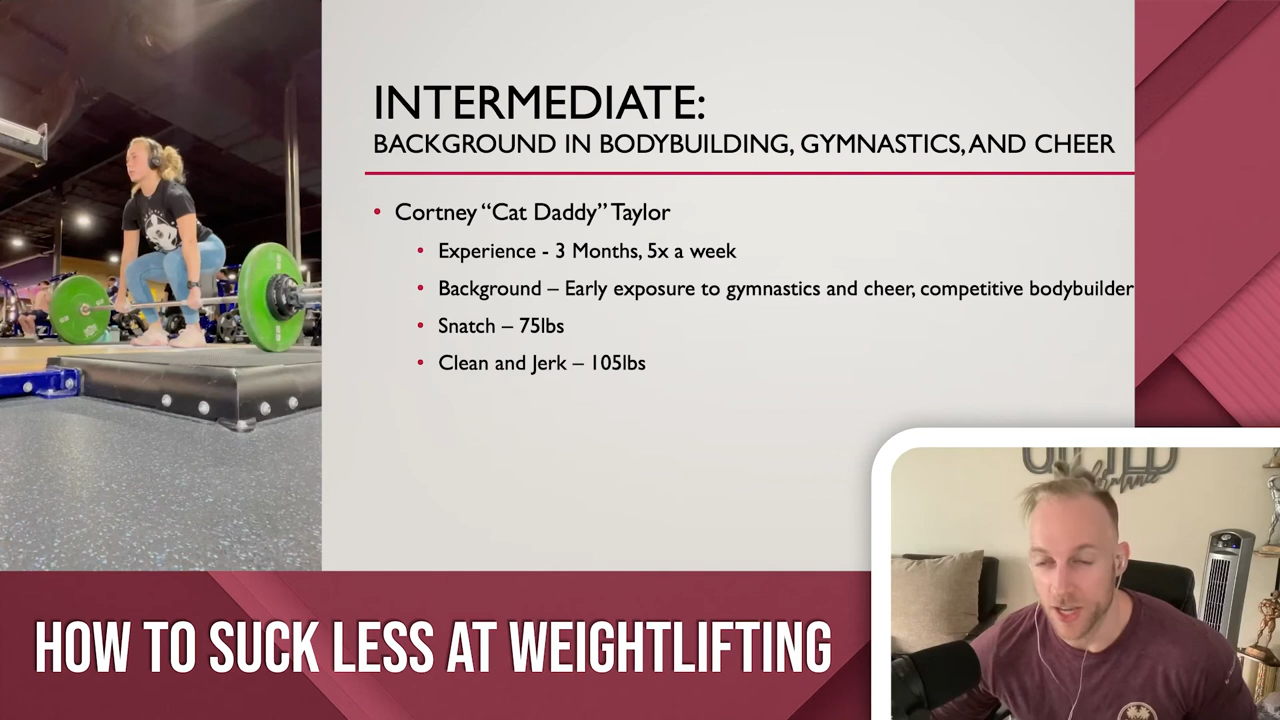 INTERMEDIATE:
BACKGROUND IN BODYBUILDING, GYMNASTICS, AND CHEER
Cortney “Cat Daddy” Taylor
Experience - 3 Months, 5x a week
Background – Early exposure to gymnastics and cheer, competitive bodybuilder
Snatch – 75lbs
Clean and Jerk – 105lbs
HOW TO SUCK LESS AT WEIGHTLIFTING